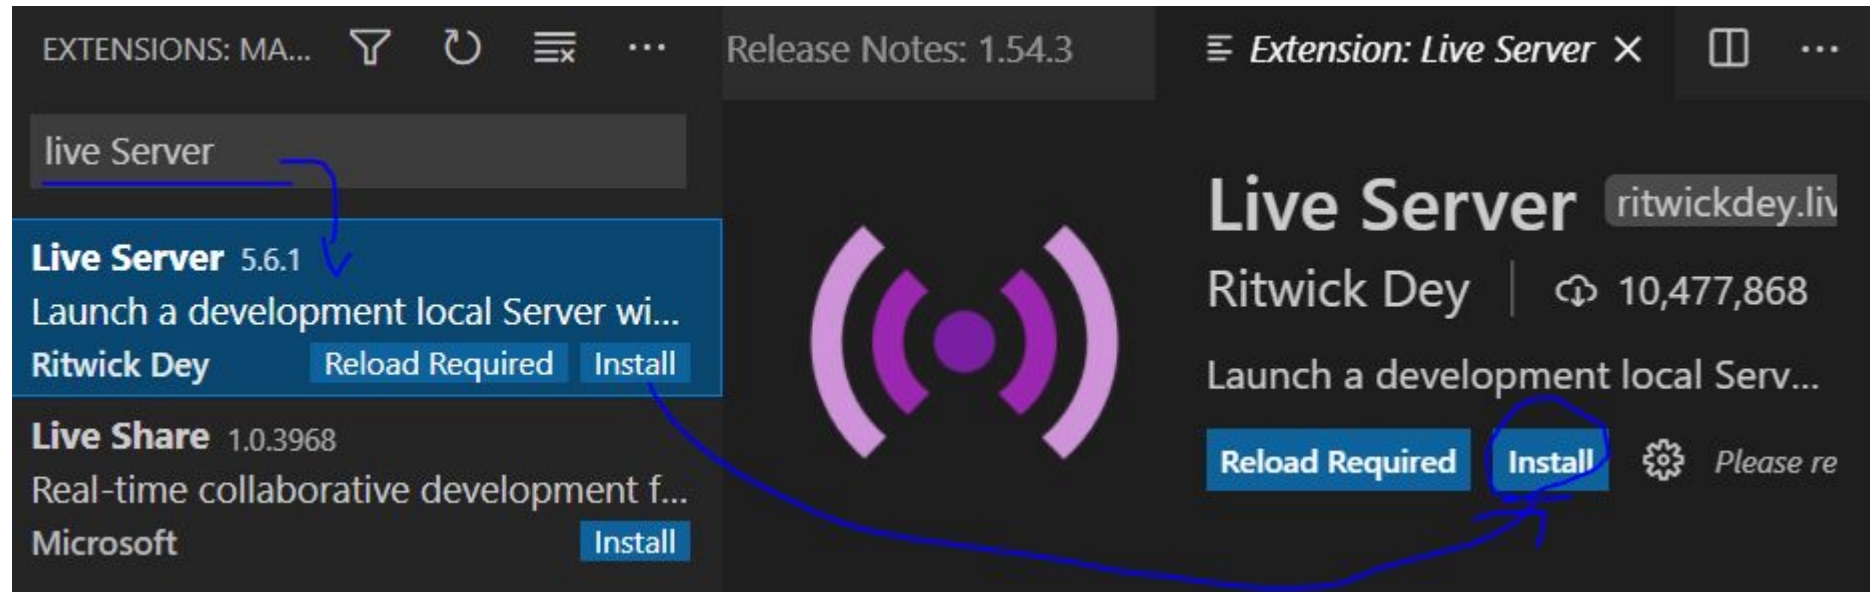 EXTENSIONS: MA...
live Server
Live Server 5.6.1
Launch a development local Server wi...
Ritwick Dey Reload Required Install
Live Share 1.0.3968
Real-time collaborative development f...
Microsoft Install
Release Notes: 1.54.3
Extension: Live Server
Live Server ritwickdey.liv
Ritwick Dey 10,477,868
Launch a development local Serv...
Reload Required Install Please re